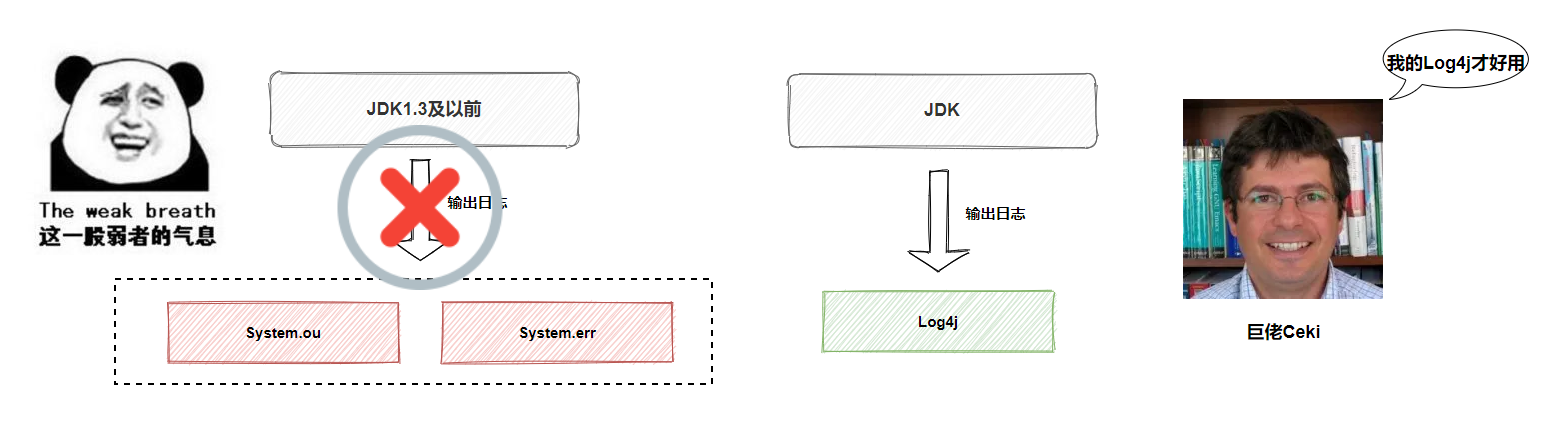 我的Log4j才好用
JDK1.3及以前
JDK
The weak breath
这一股弱者的气息
输出日志
输出日志
System.ou
System.err
Log4j
巨佬Ceki